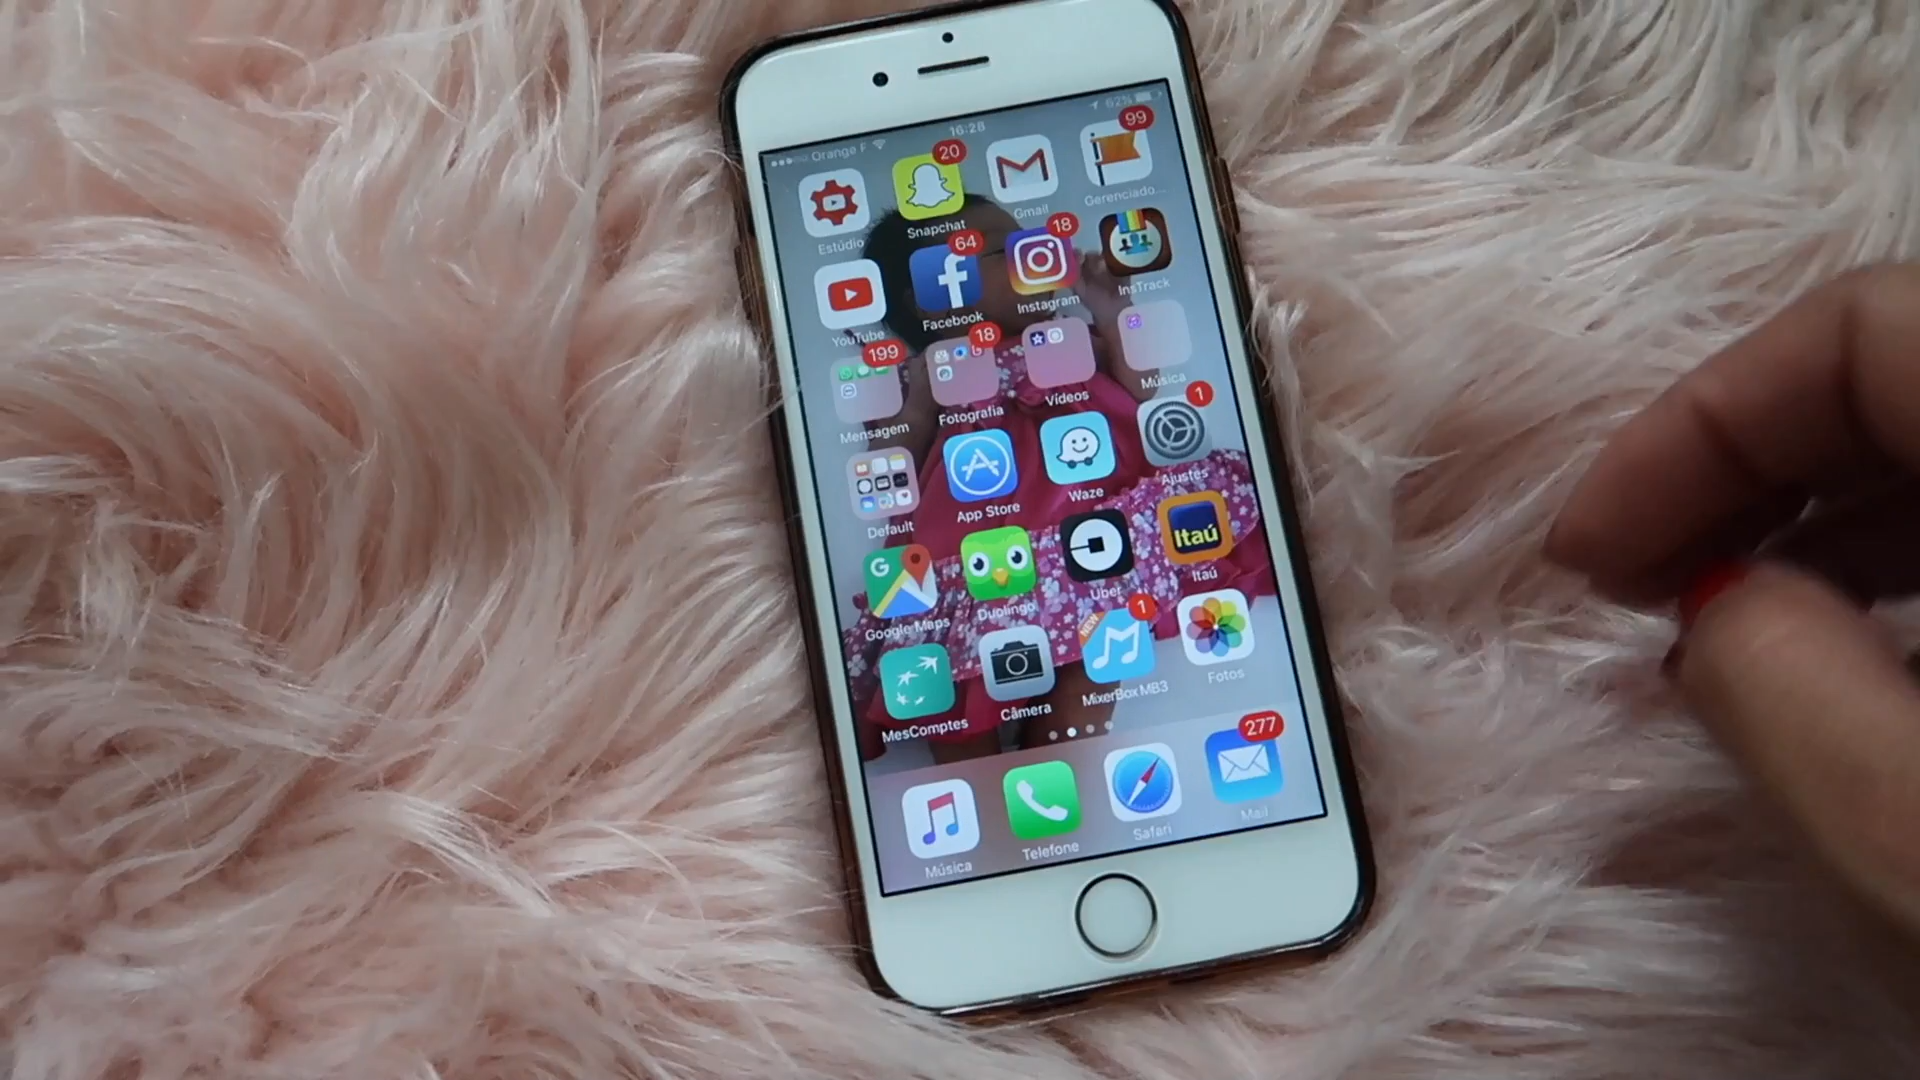 Orange F 16:28 62%
20 99
Estúdio Snapchat Gmail Gerenciado...
64 18
YouTube Facebook Instagram InsTrack
199 18
Mensagem Fotografia Vídeos Música
1
Default App Store Waze Ajustes
G Itaú
Google Maps Duolingo Uber Itaú
NEW 1
MesComptes Câmera MixerBox MB3 Fotos
277
Música Telefone Safari Mail